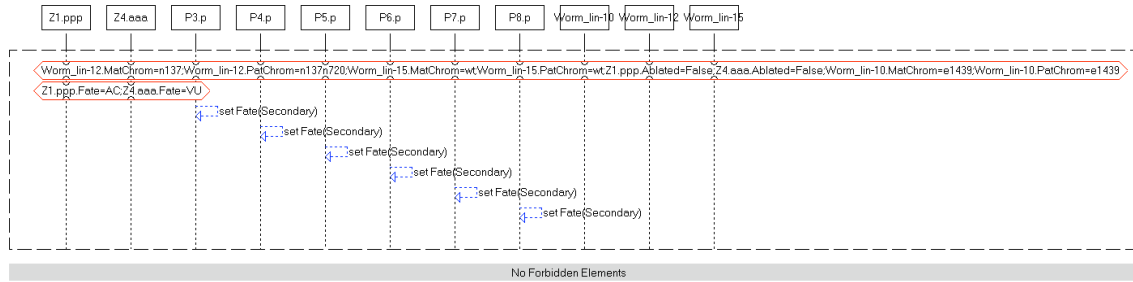 Z1.ppp Z4.aaa P3.p P4.p P5.p P6.p P7.p P8.p Worm_lin-10 Worm_lin-12 Worm_lin-15
Worm_lin-12.MatChrom=n137;Worm_lin-12.PatChrom=n137n720;Worm_lin-15.MatChrom=wt;Worm_lin-15.PatChrom=wt;Z1.ppp.Ablated=False;Z4.aaa.Ablated=False;Worm_lin-10.MatChrom=e1439;Worm_lin-10.PatChrom=e1439
Z1.ppp.Fate=AC;Z4.aaa.Fate=VU
set Fate(Secondary)
set Fate(Secondary)
set Fate(Secondary)
set Fate(Secondary)
set Fate(Secondary)
set Fate(Secondary)
No Forbidden Elements